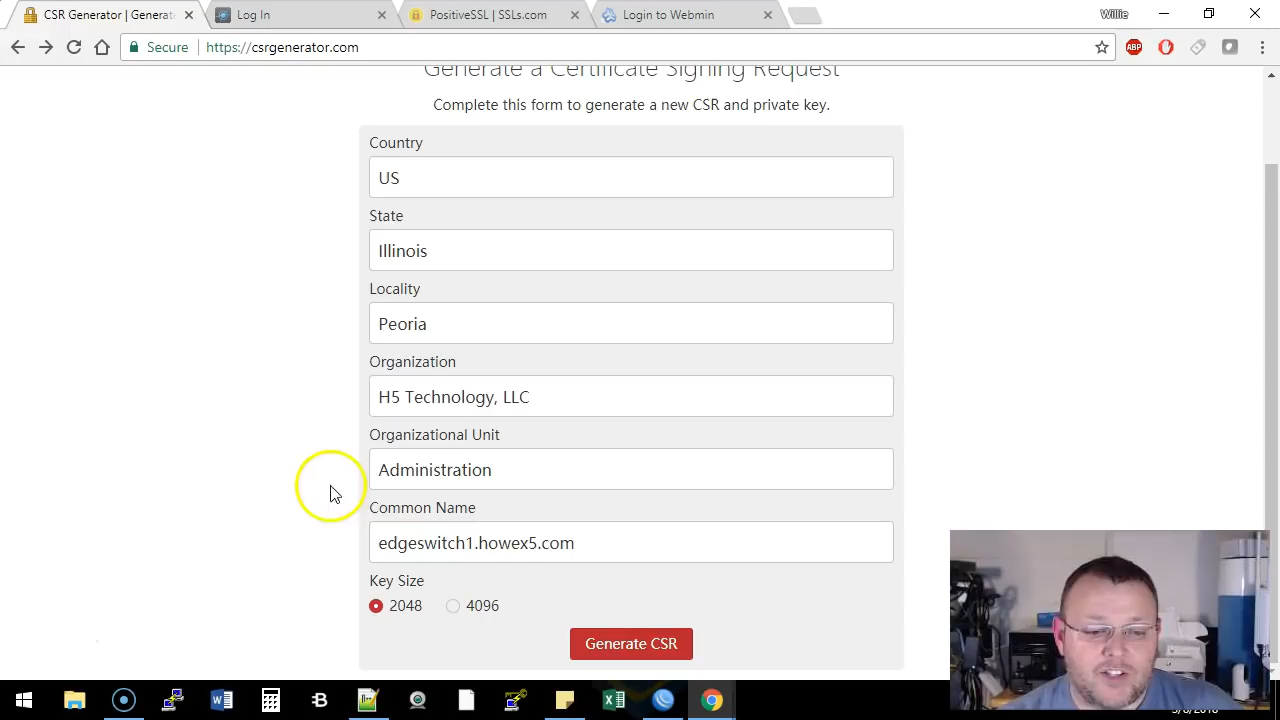 CSR Generator | Generat
Log In
PositiveSSL | SSLs.com
Login to Webmin
Willie
Secure
https://csrgenerator.com
ABP
Generate a Certificate Signing Request
Complete this form to generate a new CSR and private key.
Country
US
State
Illinois
Locality
Peoria
Organization
H5 Technology, LLC
Organizational Unit
Administration
Common Name
edgeswitch1.howex5.com
Key Size
2048
4096
Generate CSR